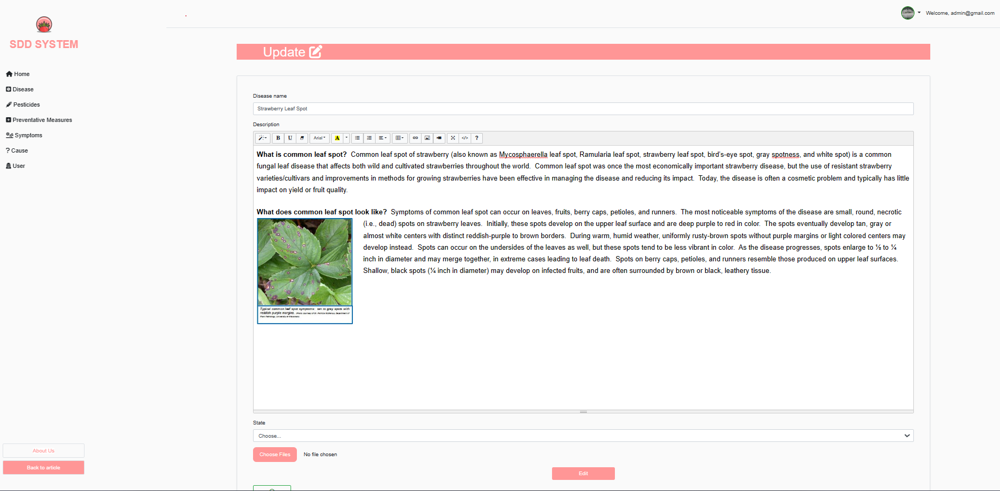 Welcome, admin@gmail.com
SDD SYSTEM
Home
Disease
Pesticides
Preventative Measures
Symptoms
? Cause
User
About Us
Back to article
Update
Disease name
Strawberry Leaf Spot
Description
B U Arial A </> ?
What is common leaf spot? Common leaf spot of strawberry (also known as Mycosphaerella leaf spot, Ramularia leaf spot, strawberry leaf spot, bird's-eye spot, gray spotness, and white spot) is a common
fungal leaf disease that affects both wild and cultivated strawberries throughout the world. Common leaf spot was once the most economically important strawberry disease, but the use of resistant strawberry
varieties/cultivars and improvements in methods for growing strawberries have been effective in managing the disease and reducing its impact. Today, the disease is often a cosmetic problem and typically has little
impact on yield or fruit quality.
What does common leaf spot look like? Symptoms of common leaf spot can occur on leaves, fruits, berry caps, petioles, and runners. The most noticeable symptoms of the disease are small, round, necrotic
(i.e., dead) spots on strawberry leaves. Initially, these spots develop on the upper leaf surface and are deep purple to red in color. The spots eventually develop tan, gray or
almost white centers with distinct reddish-purple to brown borders. During warm, humid weather, uniformly rusty-brown spots without purple margins or light colored centers may
develop instead. Spots can occur on the undersides of the leaves as well, but these spots tend to be less vibrant in color. As the disease progresses, spots enlarge to ⅛ to ¼
inch in diameter and may merge together, in extreme cases leading to leaf death. Spots on berry caps, petioles, and runners resemble those produced on upper leaf surfaces.
Shallow, black spots (¼ inch in diameter) may develop on infected fruits, and are often surrounded by brown or black, leathery tissue.
Typical common leaf spot symptoms: tan to gray spots with
reddish purple margins. (Photo courtesy of Dr. Patricia McManus, Department of
Plant Pathology, University of Wisconsin)
State
Choose...
Choose Files No file chosen
Edit